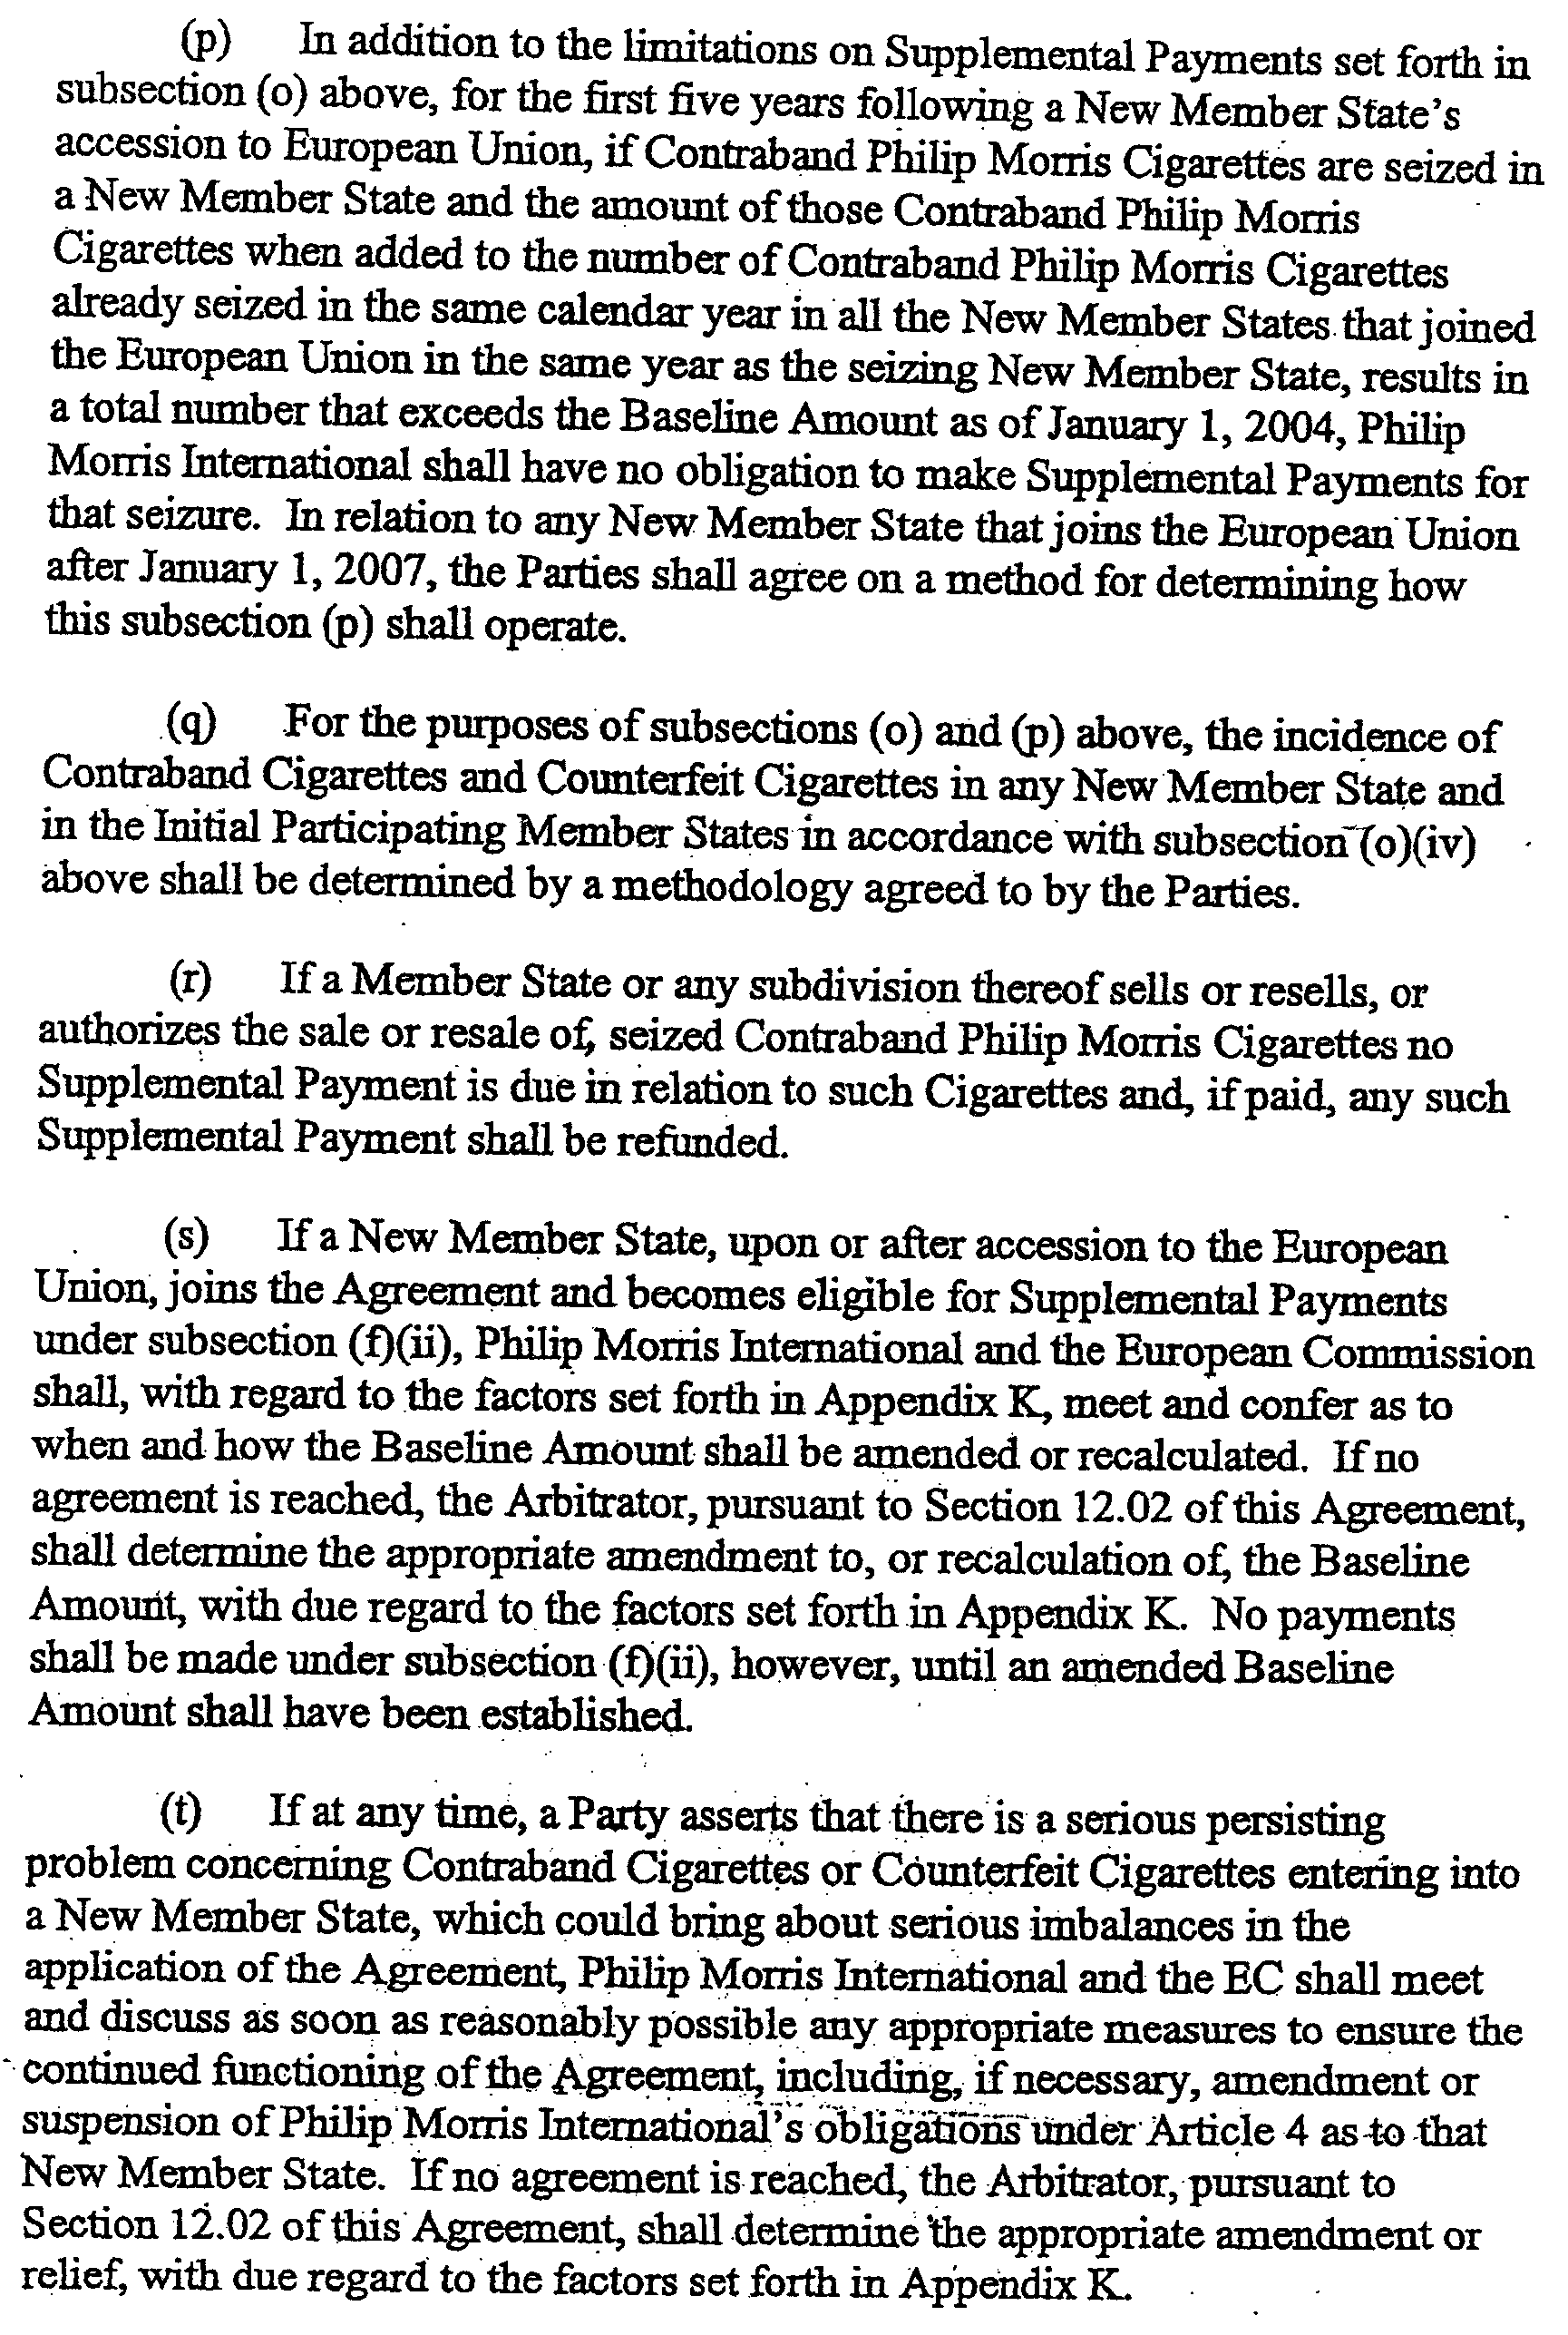 (p) In addition to the limitations on Supplemental Payments set forth in
subsection (o) above, for the first five years following a New Member State's
accession to European Union, if Contraband Philip Morris Cigarettes are seized in
a New Member State and the amount of those Contraband Philip Morris
Cigarettes when added to the number of Contraband Philip Morris Cigarettes
already seized in the same calendar year in all the New Member States that joined
the European Union in the same year as the seizing New Member State, results in
a total number that exceeds the Baseline Amount as of January 1, 2004, Philip
Morris International shall have no obligation to make Supplemental Payments for
that seizure. In relation to any New Member State that joins the European Union
after January 1, 2007, the Parties shall agree on a method for determining how
this subsection (p) shall operate.
(q) For the purposes of subsections (o) and (p) above, the incidence of
Contraband Cigarettes and Counterfeit Cigarettes in any New Member State and
in the Initial Participating Member States in accordance with subsection (o)(iv)
above shall be determined by a methodology agreed to by the Parties.
(r) If a Member State or any subdivision thereof sells or resells, or
authorizes the sale or resale of, seized Contraband Philip Morris Cigarettes no
Supplemental Payment is due in relation to such Cigarettes and, if paid, any such
Supplemental Payment shall be refunded.
(s) If a New Member State, upon or after accession to the European
Union, joins the Agreement and becomes eligible for Supplemental Payments
under subsection (f)(ii), Philip Morris International and the European Commission
shall, with regard to the factors set forth in Appendix K, meet and confer as to
when and how the Baseline Amount shall be amended or recalculated. If no
agreement is reached, the Arbitrator, pursuant to Section 12.02 of this Agreement,
shall determine the appropriate amendment to, or recalculation of, the Baseline
Amount, with due regard to the factors set forth in Appendix K. No payments
shall be made under subsection (f)(ii), however, until an amended Baseline
Amount shall have been established.
(t) If at any time, a Party asserts that there is a serious persisting
problem concerning Contraband Cigarettes or Counterfeit Cigarettes entering into
a New Member State, which could bring about serious imbalances in the
application of the Agreement, Philip Morris International and the EC shall meet
and discuss as soon as reasonably possible any appropriate measures to ensure the
continued functioning of the Agreement, including, if necessary, amendment or
suspension of Philip Morris International's obligations under Article 4 as to that
New Member State. If no agreement is reached, the Arbitrator, pursuant to
Section 12.02 of this Agreement, shall determine the appropriate amendment or
relief, with due regard to the factors set forth in Appendix K.